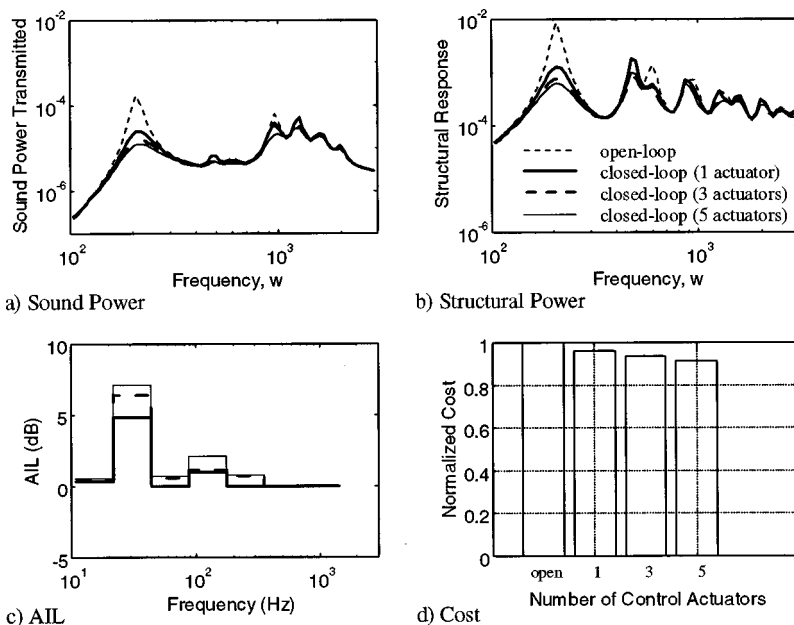 10^-2
10^-4
10^-6
Sound Power Transmitted
10^2
10^3
Frequency, w
a) Sound Power
10^-2
10^-4
10^-6
Structural Response
open-loop
closed-loop (1 actuator)
closed-loop (3 actuators)
closed-loop (5 actuators)
10^2
10^3
Frequency, w
b) Structural Power
10
5
0
-5
AIL (dB)
10^1
10^2
10^3
Frequency (Hz)
c) AIL
1
0.8
0.6
0.4
0.2
0
Normalized Cost
open
1
3
5
Number of Control Actuators
d) Cost